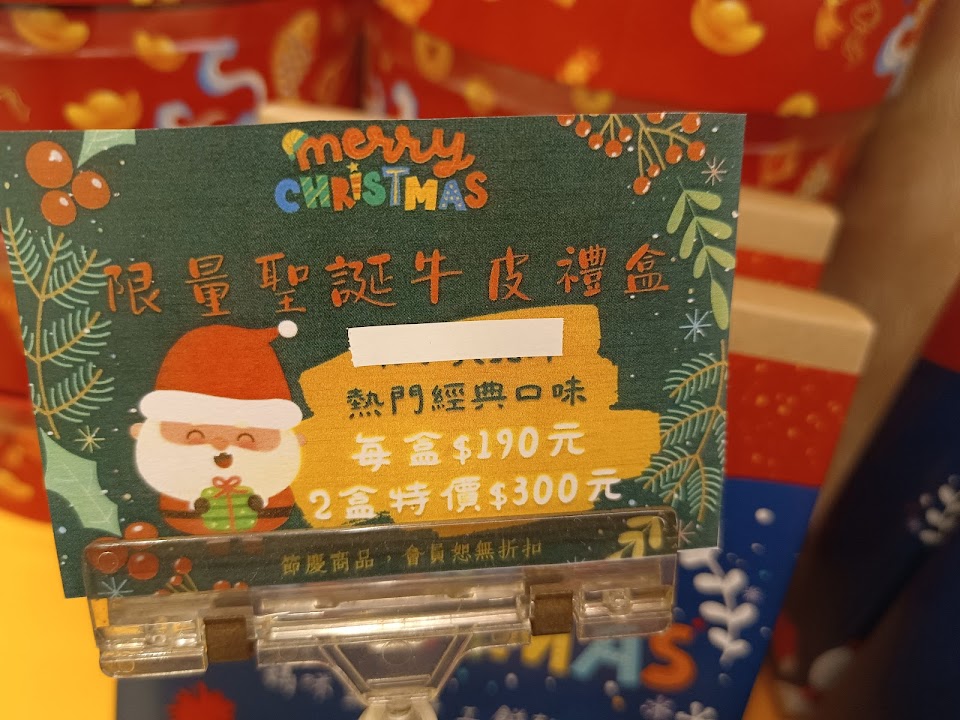 merry
CHRiSTMAS
限量聖誕牛皮禮盒
熱門經典口味
每盒$190元
2盒特價$300元
節慶商品，會員恕無折扣
MAS